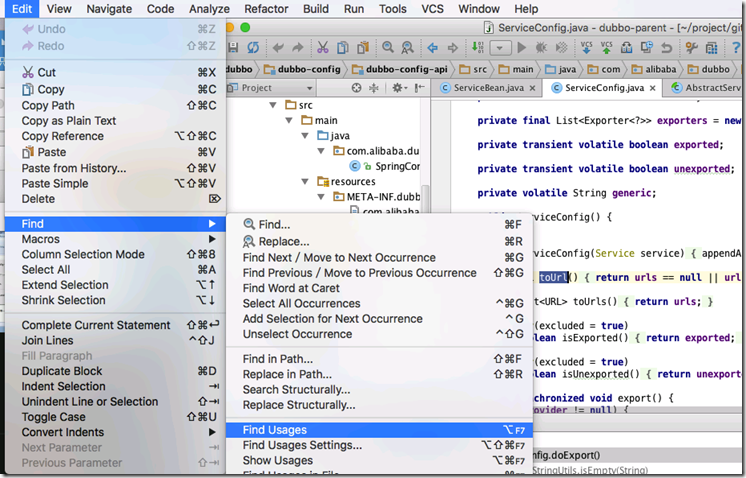 Edit View Navigate Code Analyze Refactor Build Run Tools VCS Window Help
ServiceConfig.java - dubbo-parent - [~/project/git
Undo ⌘Z
Redo ⇧⌘Z
Cut ⌘X
Copy ⌘C
Copy Path ⇧⌘C
Copy as Plain Text
Copy Reference ⌥⇧⌘C
Paste ⌘V
Paste from History... ⇧⌘V
Paste Simple ⌥⇧⌘V
Delete ⌦
Find
Macros
Column Selection Mode ⇧⌘8
Select All ⌘A
Extend Selection ⌥↑
Shrink Selection ⌥↓
Complete Current Statement ⇧⌘↩
Join Lines ^⇧J
Fill Paragraph
Duplicate Block ⌘D
Indent Selection ⇥
Unindent Line or Selection ⇧⇥
Toggle Case ⇧⌘U
Convert Indents
Next Parameter ⇥
Previous Parameter ⇧⇥
Find... ⌘F
Replace... ⌘R
Find Next / Move to Next Occurrence ⌘G
Find Previous / Move to Previous Occurrence ⇧⌘G
Find Word at Caret
Select All Occurrences ^⌘G
Add Selection for Next Occurrence ^G
Unselect Occurrence ^⇧G
Find in Path... ⇧⌘F
Replace in Path... ⇧⌘R
Search Structurally...
Replace Structurally...
Find Usages ⌥F7
Find Usages Settings... ⌥⇧⌘F7
Show Usages ⌥⌘F7
Find Usages in File
dubbo dubbo-config dubbo-config-api src main java com alibaba dubbo
Project
src
main
java
com.alibaba.du
SpringCor
resources
META-INF.dubb
com.alibaba
ServiceBean.java ServiceConfig.java AbstractServ
private final List<Exporter<?>> exporters = new
private transient volatile boolean exported;
private transient volatile boolean unexported;
private volatile String generic;
rviceConfig() {
rviceConfig(Service service) { appendA
toUrl() { return urls == null || url
t<URL> toUrls() { return urls; }
(excluded = true)
lean isExported() { return exported;
(excluded = true)
lean isUnexported() { return unexport
chronized void export() {
ovider != null) {
nfig.doExport()
StringUtils.isEmpty(String)